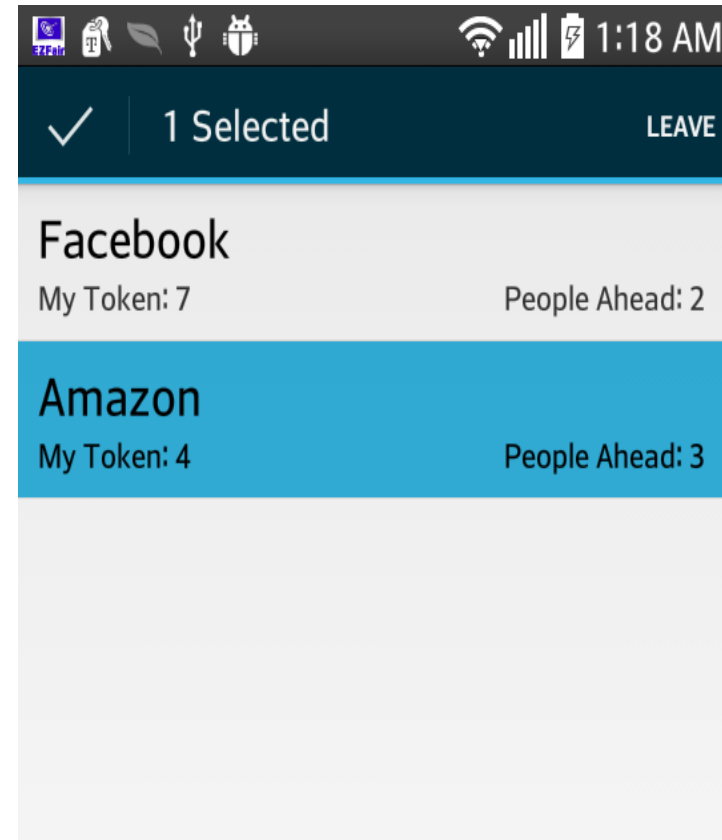 EZFair
T
1:18 AM
1 Selected LEAVE
Facebook
My Token: 7 People Ahead: 2
Amazon
My Token: 4 People Ahead: 3